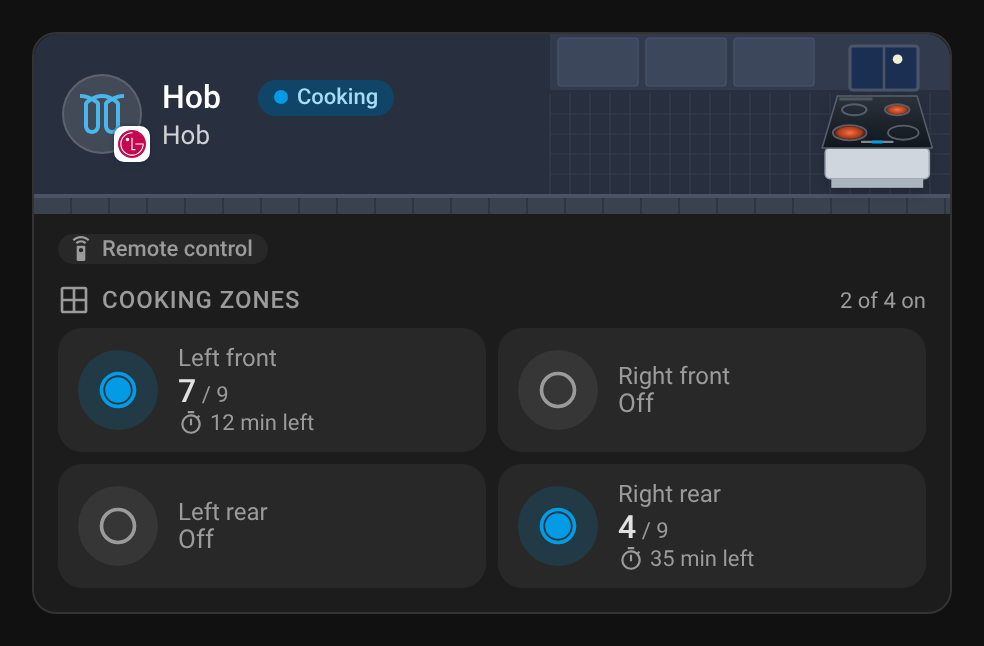 Hob
Cooking
Hob
Remote control
COOKING ZONES
2 of 4 on
Left front
7 / 9
12 min left
Right front
Off
Left rear
Off
Right rear
4 / 9
35 min left